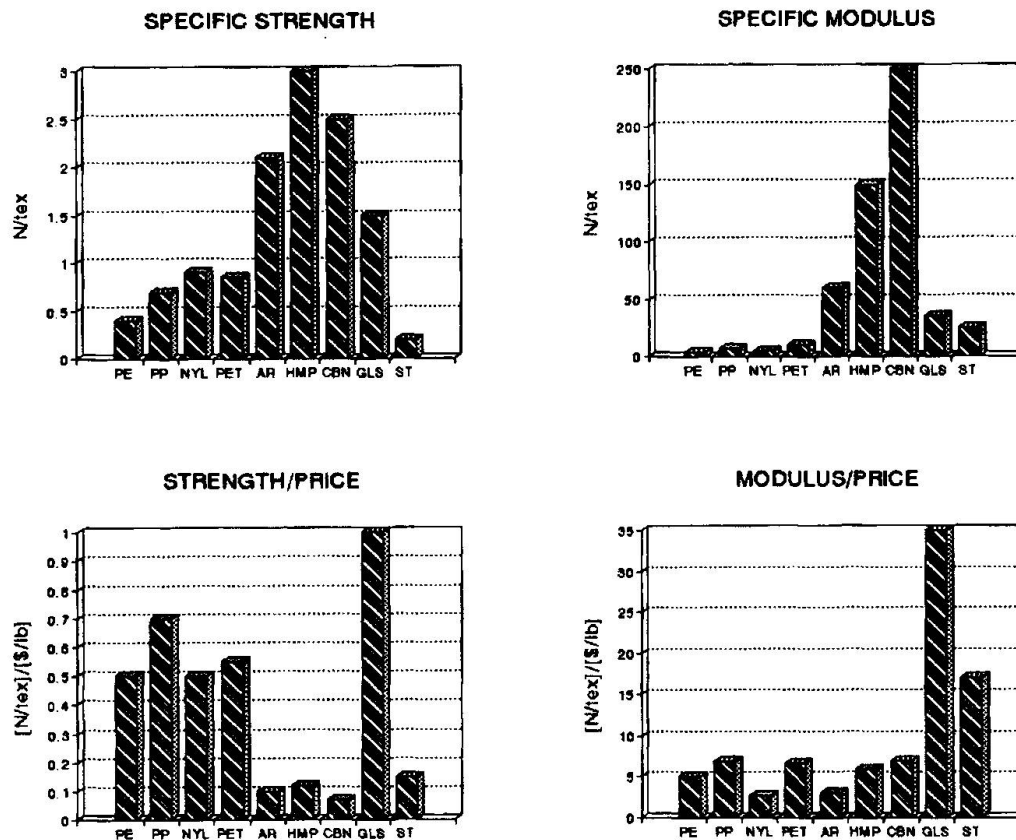 SPECIFIC STRENGTH
N/tex
3
2.5
2
1.5
1
0.5
0
PE PP NYL PET AR HMP CBN GLS ST
SPECIFIC MODULUS
N/tex
250
200
150
100
50
0
PE PP NYL PET AR HMP CBN GLS ST
STRENGTH/PRICE
[N/tex]/[$/lb]
1
0.9
0.8
0.7
0.6
0.5
0.4
0.3
0.2
0.1
0
PE PP NYL PET AR HMP CBN GLS ST
MODULUS/PRICE
[N/tex]/[$/lb]
35
30
25
20
15
10
5
0
PE PP NYL PET AR HMP CBN GLS ST